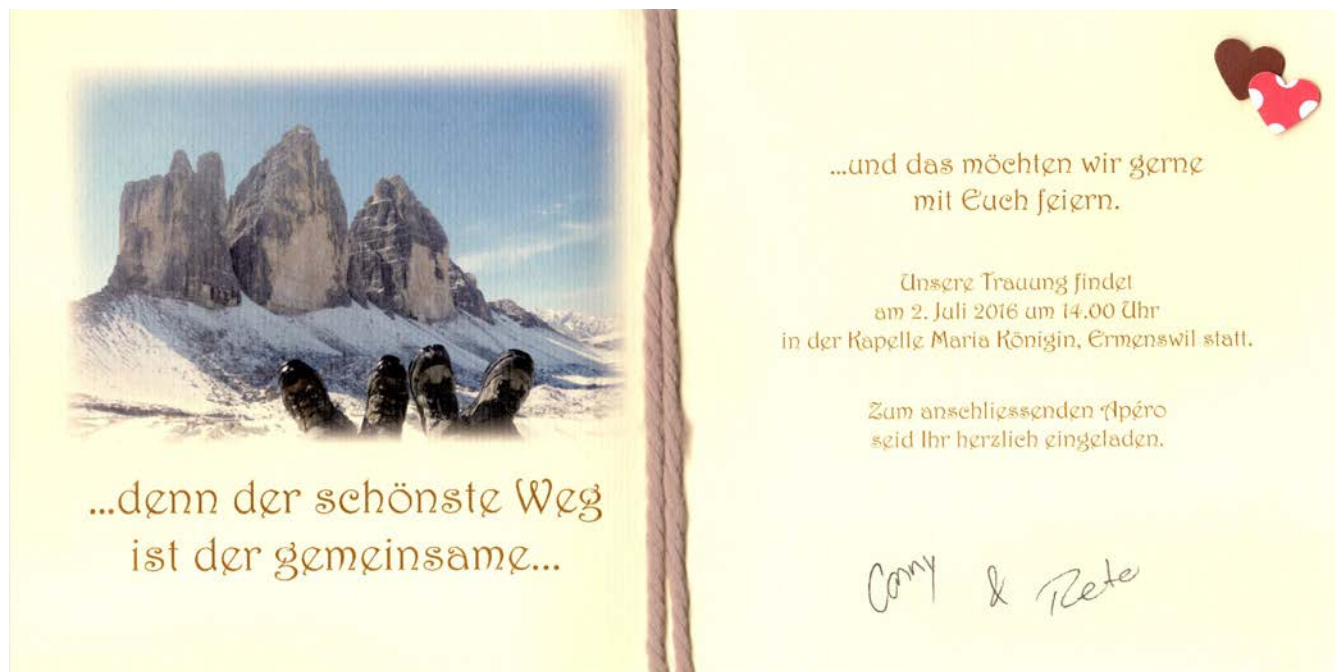 ...denn der schönste Weg
ist der gemeinsame...
...und das möchten wir gerne
mit Euch feiern.
Unsere Trauung findet
am 2. Juli 2016 um 14.00 Uhr
in der Kapelle Maria Königin, Ermenswil statt.
Zum anschliessenden Apéro
seid Ihr herzlich eingeladen.
Conny & Reto